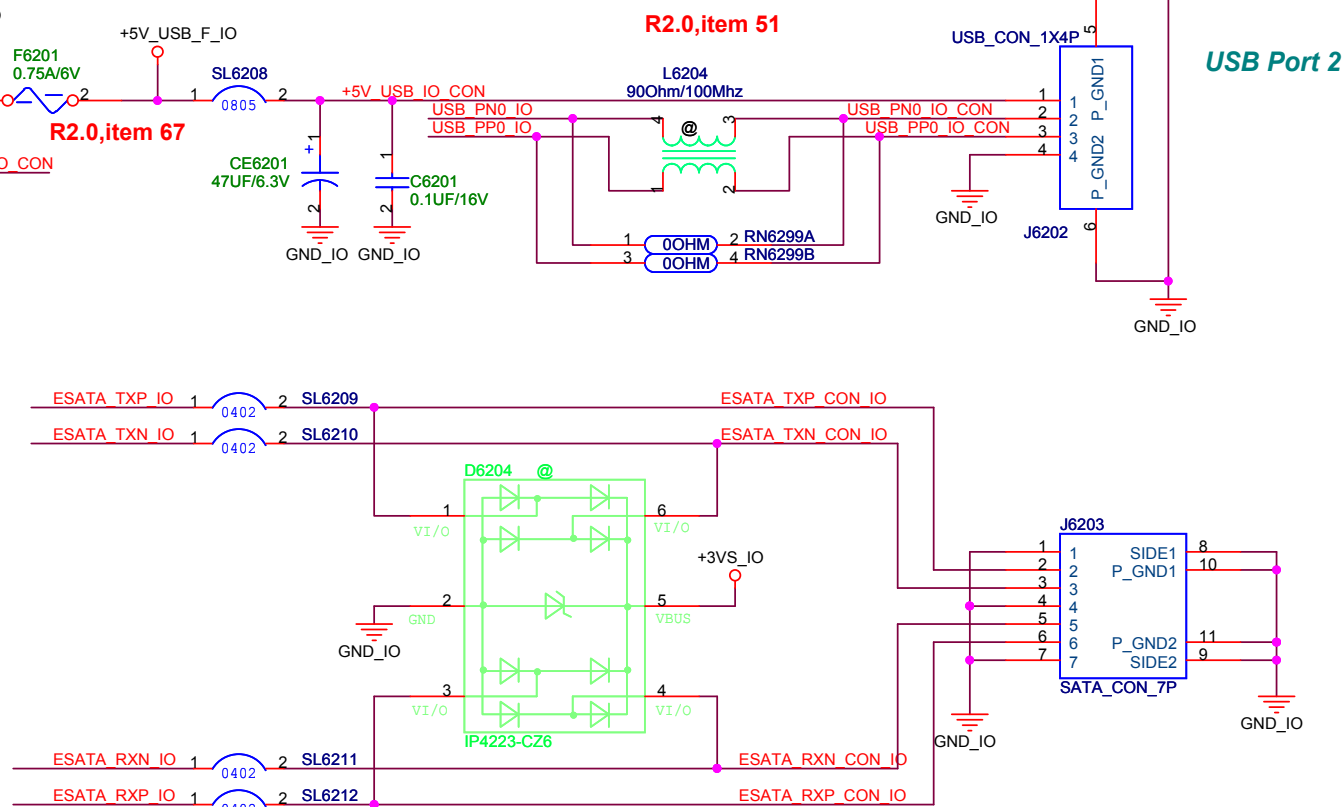 R2.0,item 51
+5V_USB_F_IO
USB_CON_1X4P
USB Port 2
F6201
0.75A/6V
SL6208
L6204
90Ohm/100Mhz
5
2
1
0805
2
+5V_USB_IO_CON
USB_PN0_IO
USB_PP0_IO
R2.0,item 67
4
@
3
1
2
USB_PN0_IO_CON
USB_PP0_IO_CON
1
2
3
4
1
2
3
4
P_GND1
P_GND2
O_CON
+
1
CE6201
47UF/6.3V
2
1
C6201
0.1UF/16V
2
GND_IO
GND_IO
GND_IO
J6202
6
1
0OHM
2
RN6299A
3
0OHM
4
RN6299B
GND_IO
ESATA_TXP_IO
1
0402
2
SL6209
ESATA_TXP_CON_IO
ESATA_TXN_IO
1
0402
2
SL6210
ESATA_TXN_CON_IO
D6204
@
1
VI/O
6
VI/O
+3VS_IO
2
GND
5
VBUS
GND_IO
3
VI/O
4
VI/O
IP4223-CZ6
J6203
1
2
3
4
5
6
7
1
2
3
4
5
6
7
SIDE1
P_GND1
P_GND2
SIDE2
8
10
11
9
SATA_CON_7P
GND_IO
GND_IO
ESATA_RXN_IO
1
0402
2
SL6211
ESATA_RXN_CON_IO
ESATA_RXP_IO
1
2
SL6212
ESATA_RXP_CON_IO